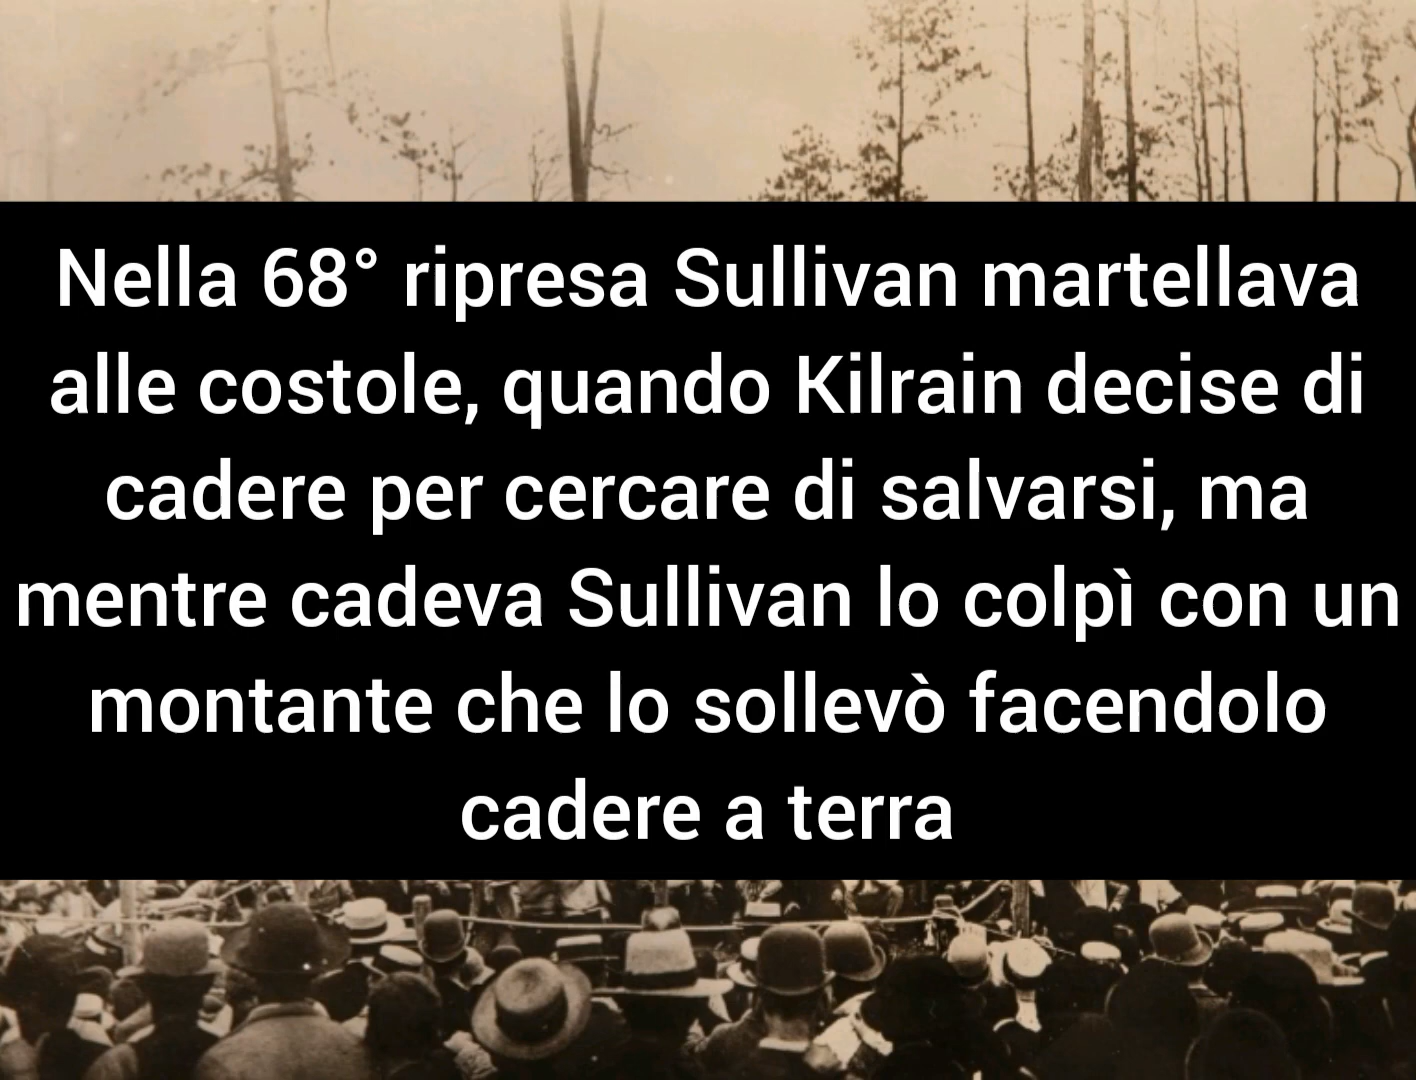 Nella 68° ripresa Sullivan martellava
alle costole, quando Kilrain decise di
cadere per cercare di salvarsi, ma
mentre cadeva Sullivan lo colpì con un
montante che lo sollevò facendolo
cadere a terra